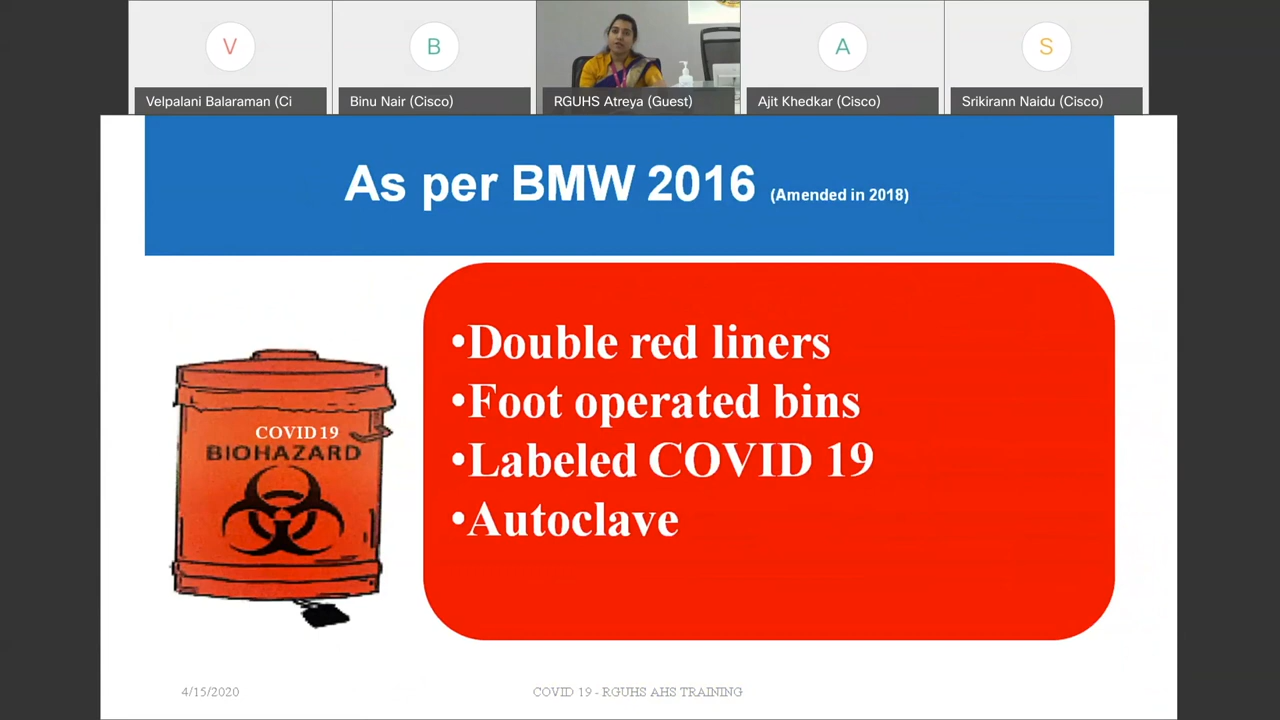 V
B
A
S
Velpalani Balaraman (Ci
Binu Nair (Cisco)
RGUHS Atreya (Guest)
Ajit Khedkar (Cisco)
Srikirann Naidu (Cisco)
As per BMW 2016 (Amended in 2018)
•Double red liners
•Foot operated bins
•Labeled COVID 19
•Autoclave
COVID 19
BIOHAZARD
4/15/2020
COVID 19 - RGUHS AHS TRAINING